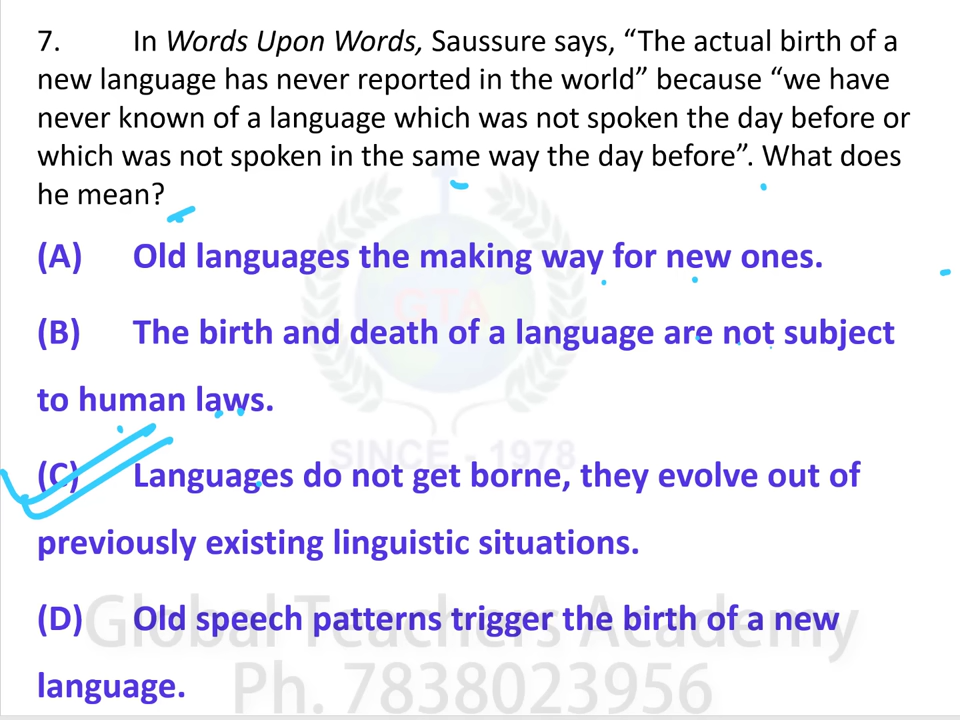 7. In Words Upon Words, Saussure says, “The actual birth of a
new language has never reported in the world” because “we have
never known of a language which was not spoken the day before or
which was not spoken in the same way the day before”. What does
he mean?
(A) Old languages the making way for new ones.
(B) The birth and death of a language are not subject
to human laws.
(C) Languages do not get borne, they evolve out of
previously existing linguistic situations.
(D) Old speech patterns trigger the birth of a new
language.
GTA
SINCE - 1978
Global Teachers Academy
Ph. 7838023956